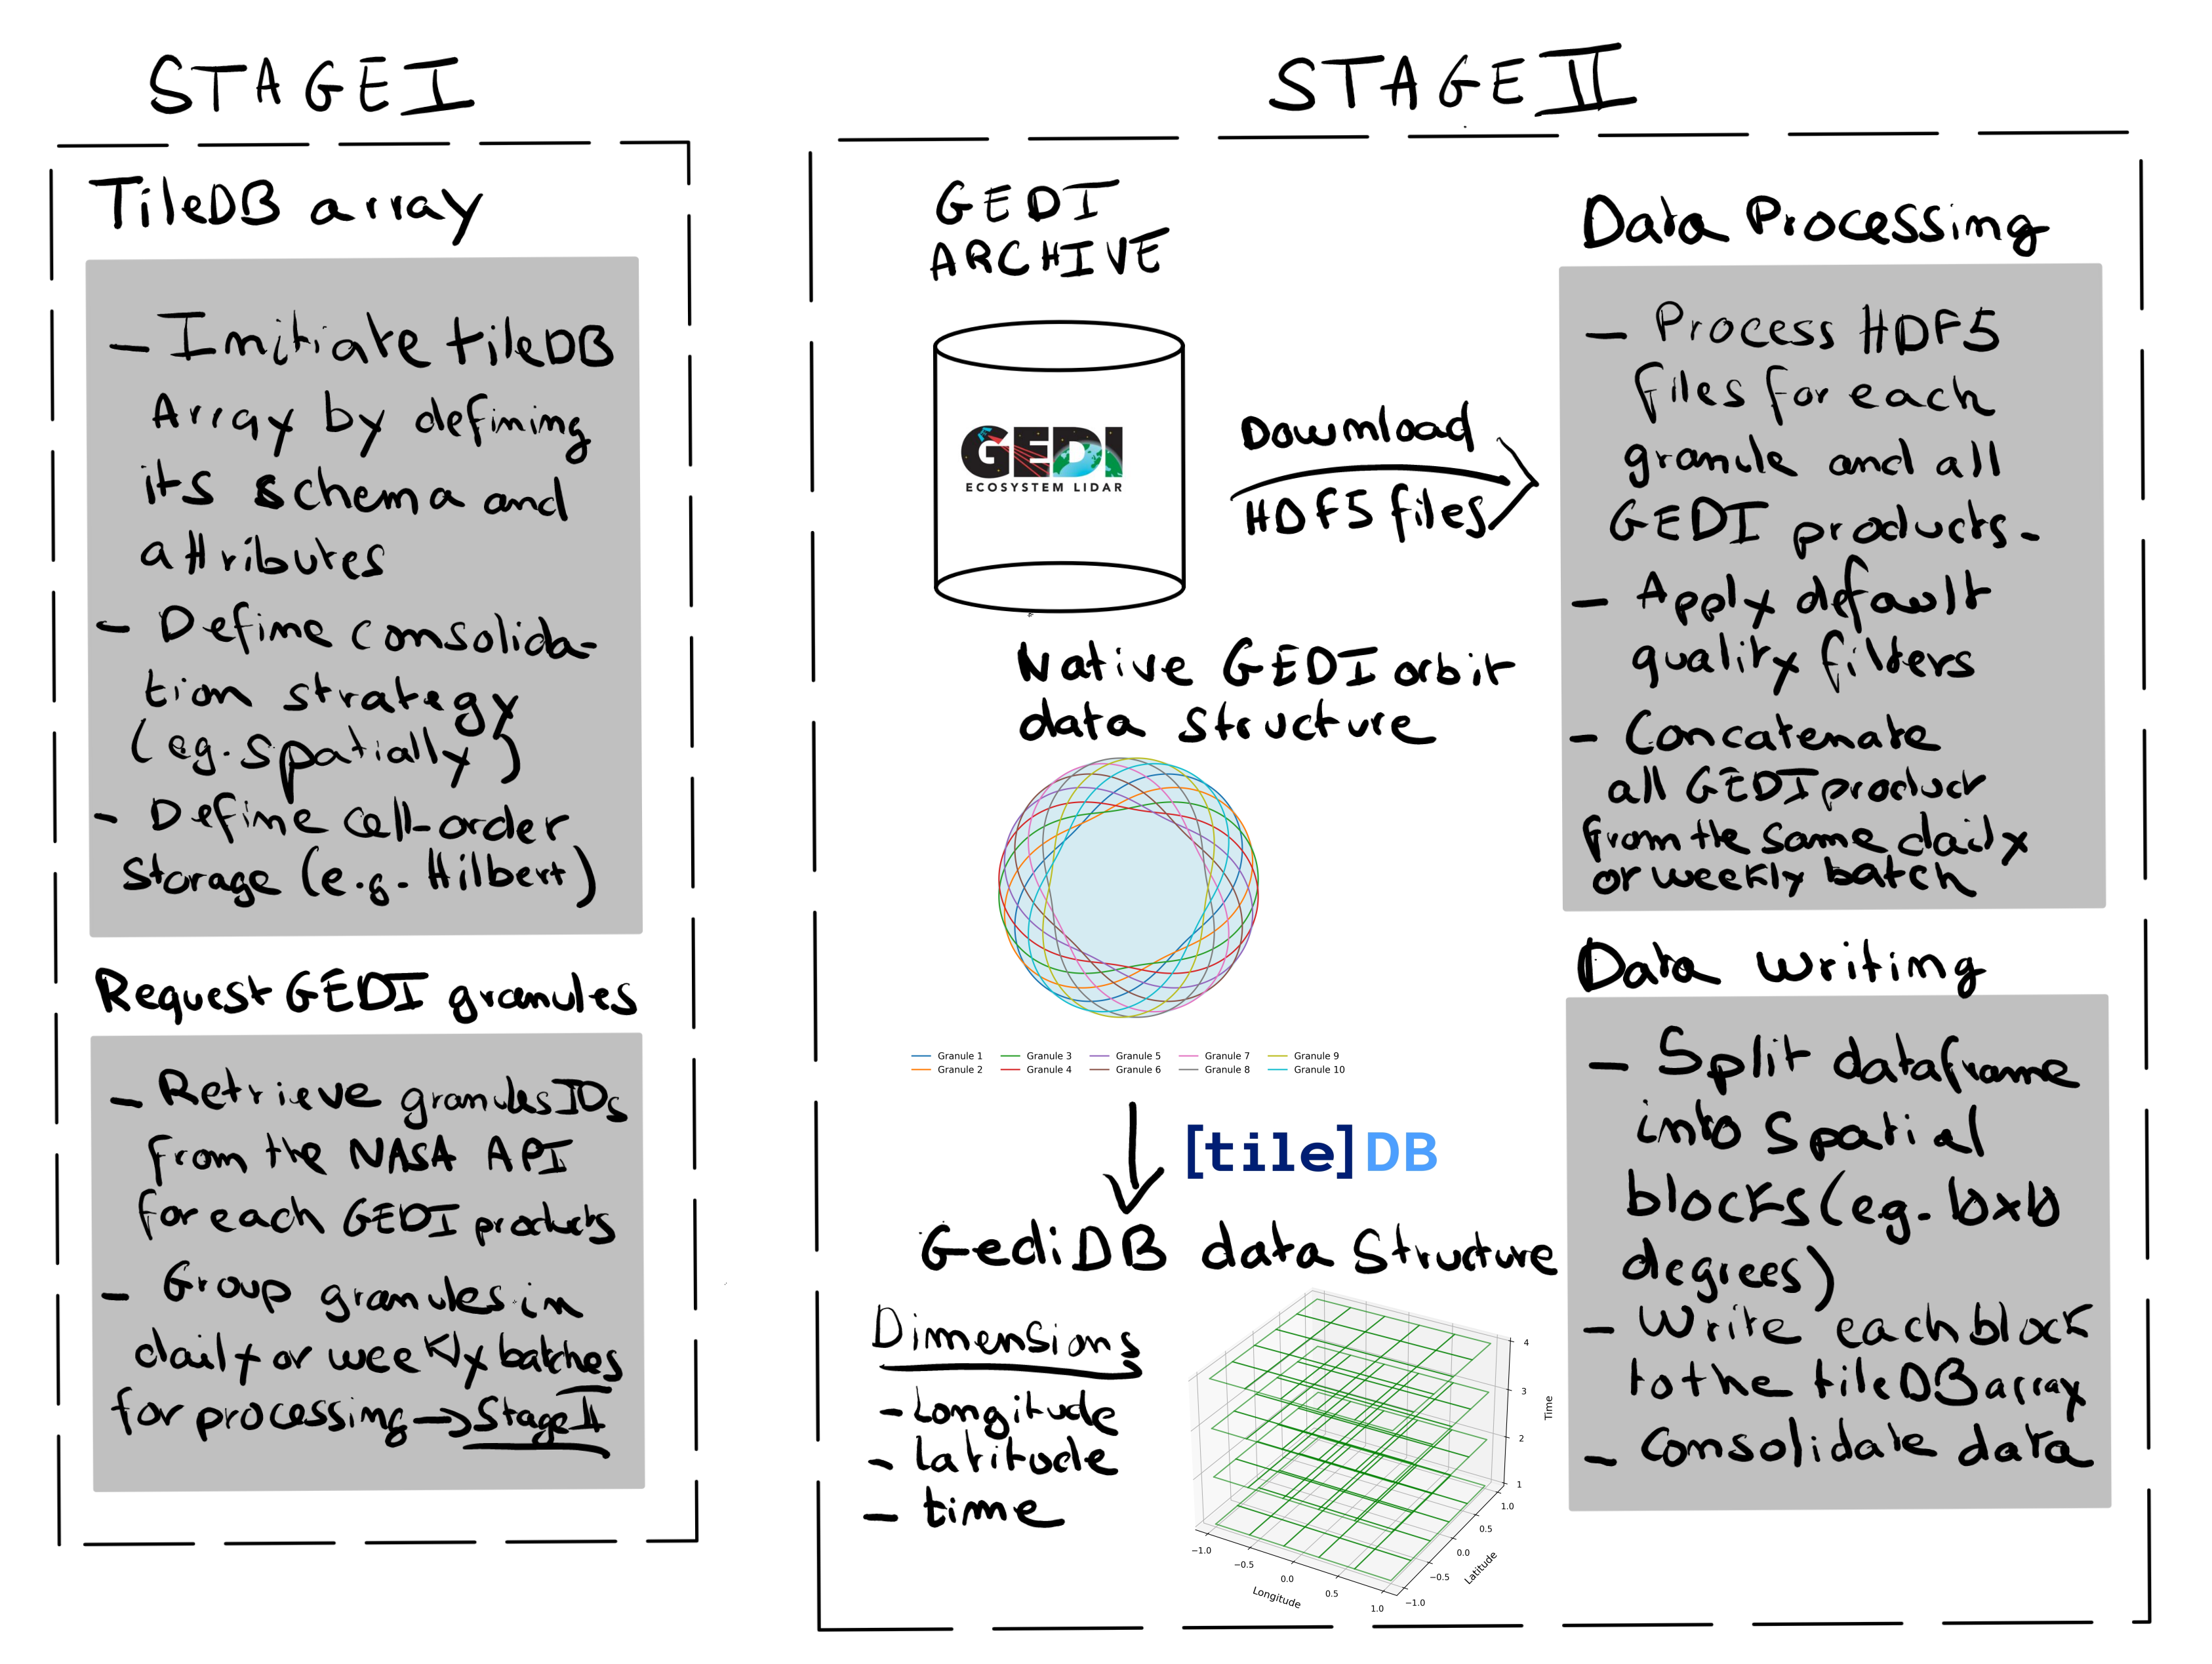 STAGE I
TileDB array
- Initiate tileDB
Array by defining
its schema and
attributes
- Define consolida-
tion strategy
(eg. spatially)
- Define cell-order
storage (e.g. Hilbert)
Request GEDI granules
- Retrieve granules IDs
from the NASA API
for each GEDI products
- Group granules in
daily or weekly batches
for processing → Stage II
STAGE II
GEDI
ARCHIVE
GEDI
ECOSYSTEM LIDAR
Download
HDF5 files
Native GEDI orbit
data structure
Granule 1
Granule 2
Granule 3
Granule 4
Granule 5
Granule 6
Granule 7
Granule 8
Granule 9
Granule 10
[tile]DB
GediDB data structure
Dimensions
- Longitude
- Latitude
- time
4
3
2
1
Time
1.0
0.5
0.0
−0.5
−1.0
Latitude
−1.0
−0.5
0.0
0.5
1.0
Longitude
Data Processing
- Process HDF5
files for each
granule and all
GEDI products.
- Apply default
quality filters
- Concatenate
all GEDI product
from the same daily
or weekly batch
Data writing
- Split dataframe
into spatial
blocks (eg. 10x10
degrees)
- Write each block
to the tileDB array
- Consolidate data